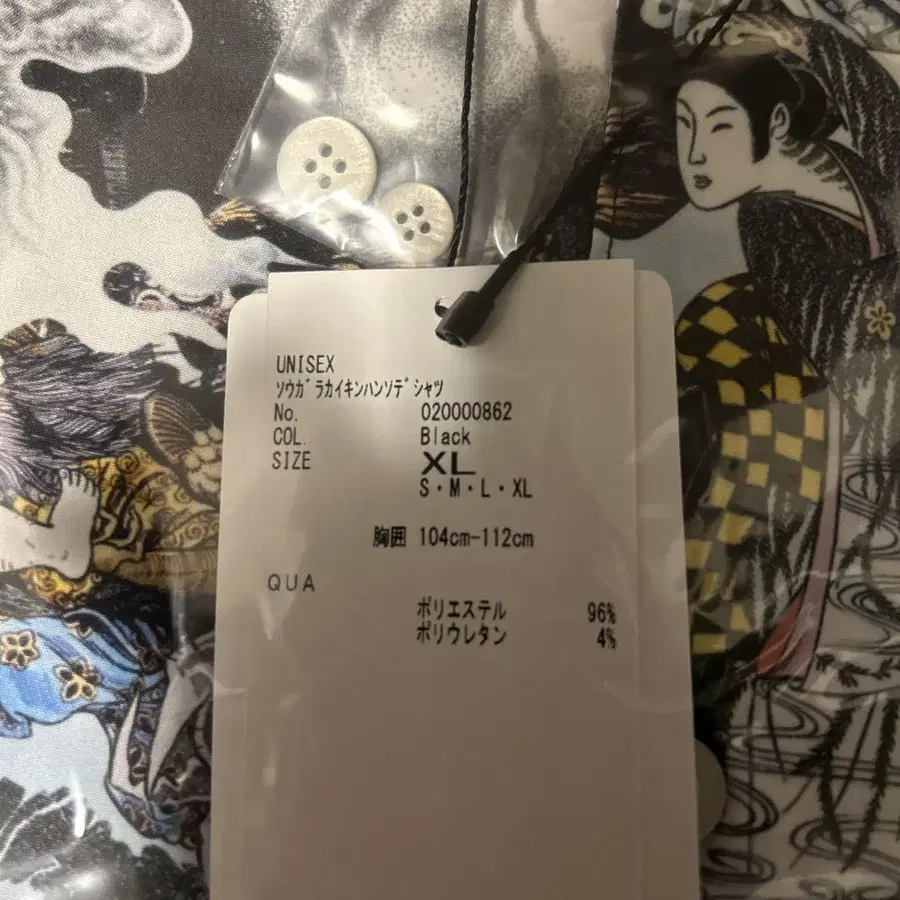 UNISEX
ｿｳｶﾞﾗｶｲｷﾝﾊﾝｿﾃﾞｼｬﾂ
No. 020000862
COL. Black
SIZE XL
S・M・L・XL
胸囲 104cm-112cm
QUA
ポリエステル 96%
ポリウレタン 4%